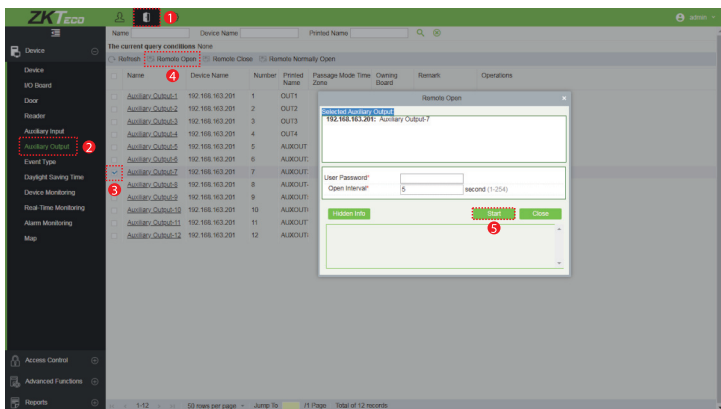 ZKTeco
1
admin
Name Device Name Printed Name
Device
The current query conditions None
Refresh Remote Open Remote Close Remote Normally Open
4
Name Device Name Number Printed Name Passage Mode Time Zone Owning Board Remark Operations
Device
I/O Board
Door
Reader
Auxiliary Input
Auxiliary Output
2
Event Type
Daylight Saving Time
Device Monitoring
Real-Time Monitoring
Alarm Monitoring
Map
Auxiliary Output-1 192.168.163.201 1 OUT1
Auxiliary Output-2 192.168.163.201 2 OUT2
Auxiliary Output-3 192.168.163.201 3 OUT3
Auxiliary Output-4 192.168.163.201 4 OUT4
Auxiliary Output-5 192.168.163.201 5 AUXOUT
Auxiliary Output-6 192.168.163.201 6 AUXOUT
Auxiliary Output-7 192.168.163.201 7 AUXOUT
3
Auxiliary Output-8 192.168.163.201 8 AUXOUT
Auxiliary Output-9 192.168.163.201 9 AUXOUT
Auxiliary Output-10 192.168.163.201 10 AUXOUT
Auxiliary Output-11 192.168.163.201 11 AUXOUT
Auxiliary Output-12 192.168.163.201 12 AUXOUT
Remote Open
Selected Auxiliary Output
192.168.163.201: Auxiliary Output-7
User Password*
Open Interval* 5 second (1-254)
Hidden Info Start Close
5
Access Control
Advanced Functions
Reports
1-12 50 rows per page Jump To /1 Page Total of 12 records